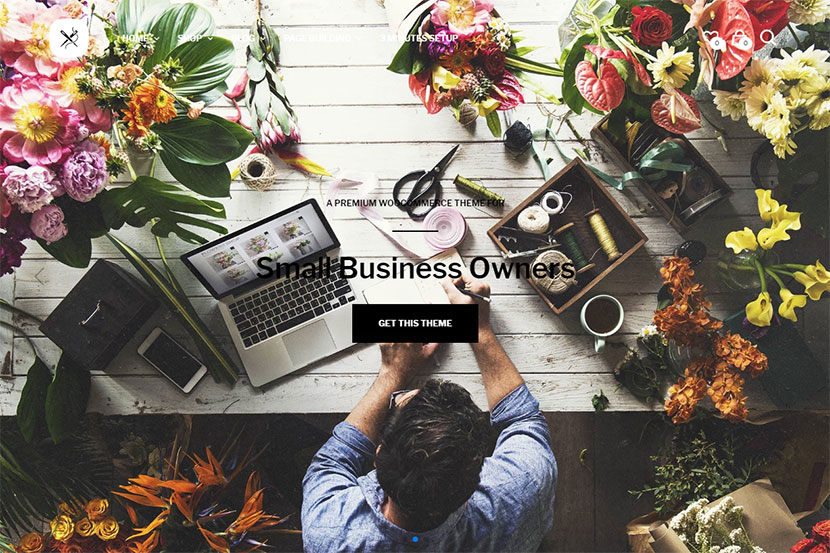 HOME SHOP BLOG PAGE BUILDING 3 MINUTES SETUP
0 0
A PREMIUM WOOCOMMERCE THEME FOR
Small Business Owners
GET THIS THEME